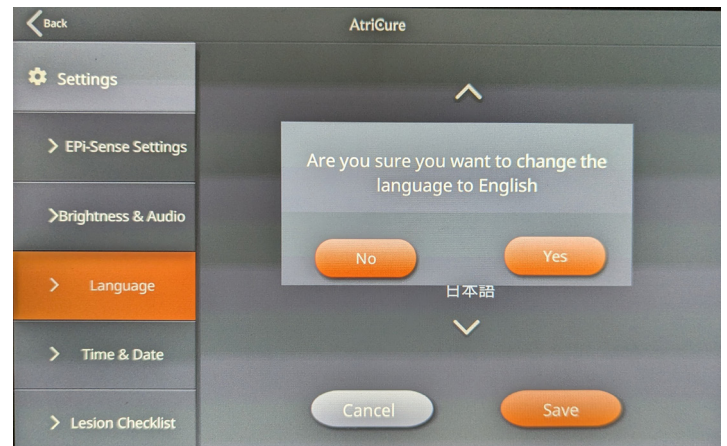 Back
AtriCure
Settings
EPi-Sense Settings
Brightness & Audio
Language
Time & Date
Lesion Checklist
Are you sure you want to change the
language to English
No
Yes
日本語
Cancel
Save